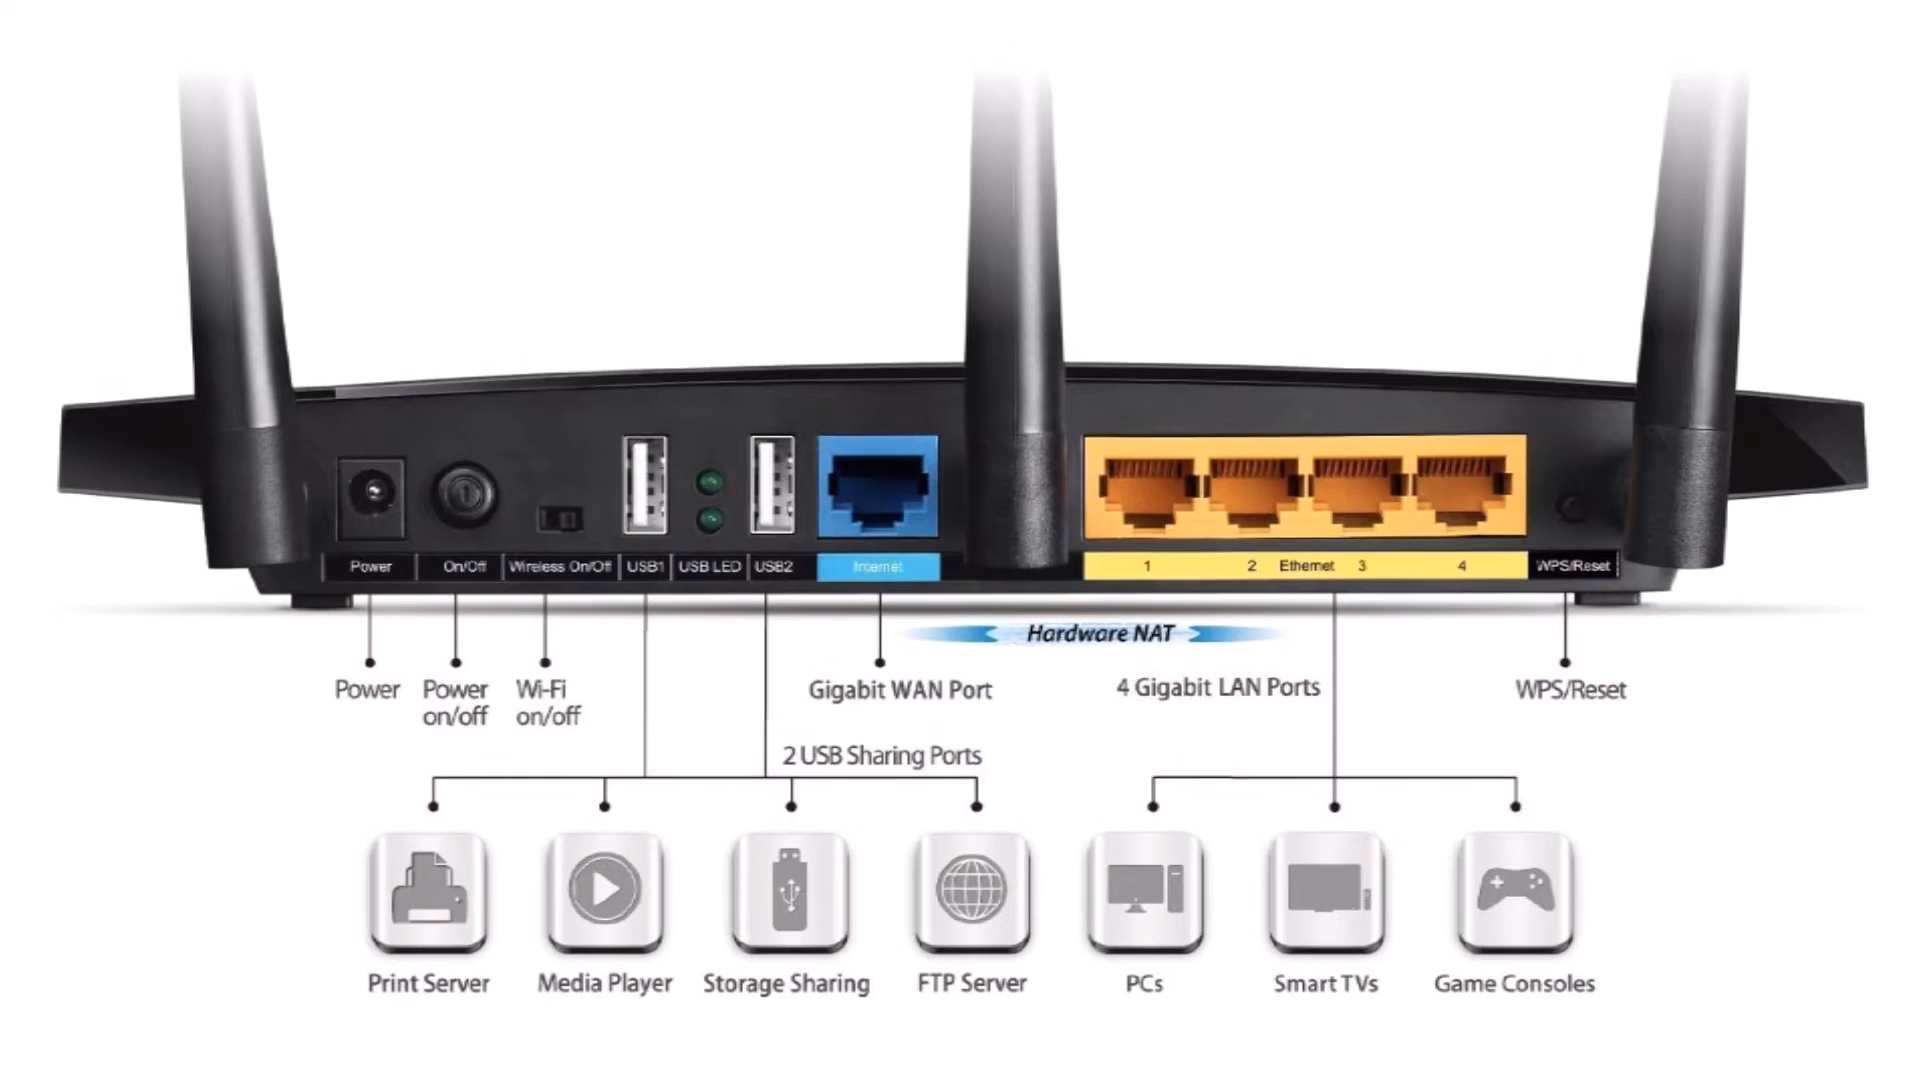 Power
On/Off
Wireless On/Off
USB1
USB LED
USB2
Internet
1
2
Ethernet
3
4
WPS/Reset
Hardware NAT
Power
Power
on/off
Wi-Fi
on/off
Gigabit WAN Port
4 Gigabit LAN Ports
WPS/Reset
2 USB Sharing Ports
Print Server
Media Player
Storage Sharing
FTP Server
PCs
Smart TVs
Game Consoles